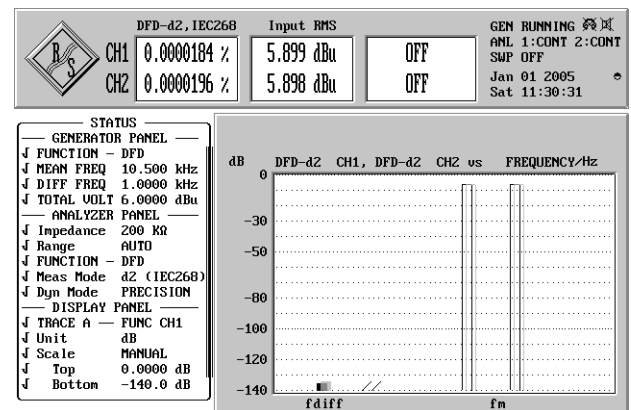 DFD-d2,IEC268 Input RMS
GEN RUNNING
R S CH1 0.0000184 % 5.899 dBu OFF
ANL 1:CONT 2:CONT
SWP OFF
CH2 0.0000196 % 5.898 dBu OFF
Jan 01 2005
Sat 11:30:31
STATUS
GENERATOR PANEL
FUNCTION – DFD
MEAN FREQ 10.500 kHz
DIFF FREQ 1.0000 kHz
TOTAL VOLT 6.0000 dBu
ANALYZER PANEL
Impedance 200 KΩ
Range AUTO
FUNCTION – DFD
Meas Mode d2 (IEC268)
Dyn Mode PRECISION
DISPLAY PANEL
TRACE A — FUNC CH1
Unit dB
Scale MANUAL
Top 0.0000 dB
Bottom -140.0 dB
dB DFD-d2 CH1, DFD-d2 CH2 vs FREQUENCY/Hz
0
-30
-50
-80
-100
-120
-140
fdiff fm